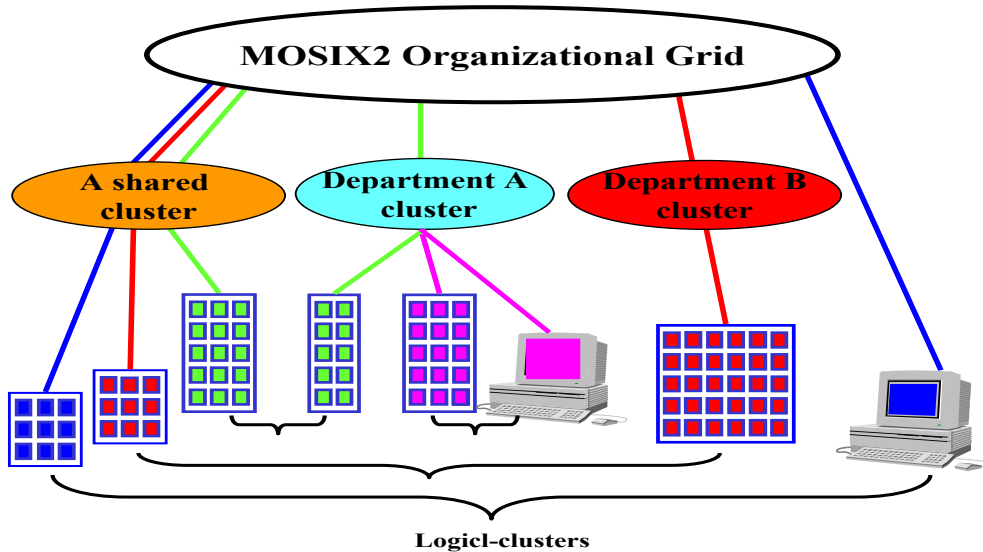 MOSIX2 Organizational Grid
A shared
cluster
Department A
cluster
Department B
cluster
Logicl-clusters